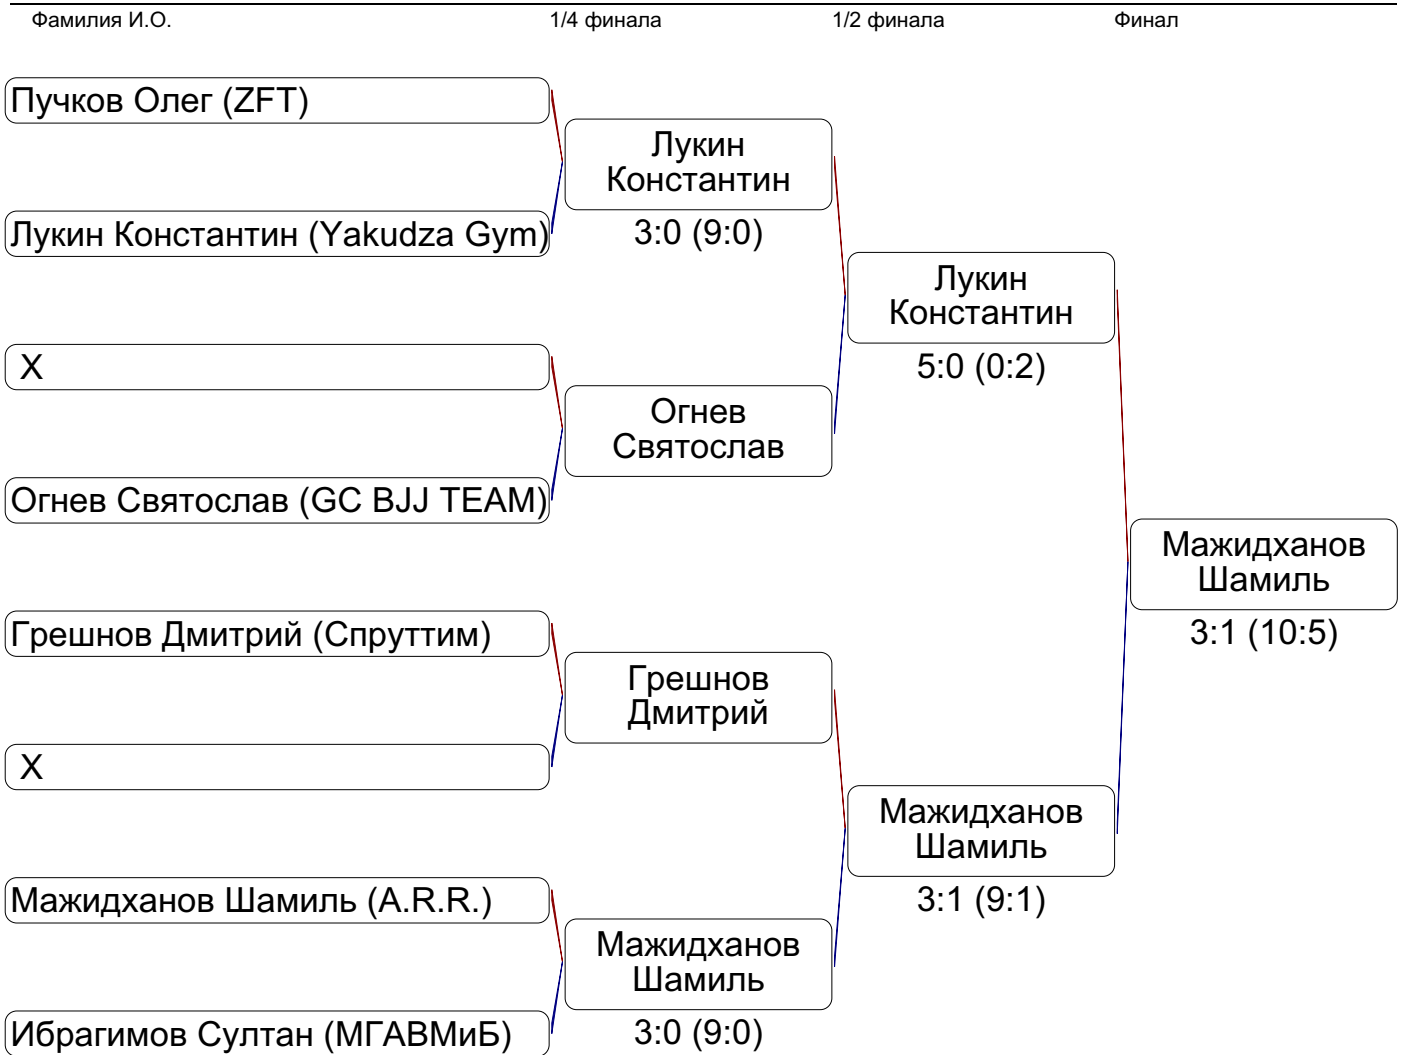 Фамилия И.О.
1/4 финала
1/2 финала
Финал
Пучков Олег (ZFT)
Лукин Константин (Yakudza Gym)
X
Огнев Святослав (GC BJJ TEAM)
Грешнов Дмитрий (Спруттим)
X
Мажидханов Шамиль (A.R.R.)
Ибрагимов Султан (МГАВМиБ)
Лукин
Константин
3:0 (9:0)
Огнев
Святослав
Грешнов
Дмитрий
Мажидханов
Шамиль
3:0 (9:0)
Лукин
Константин
5:0 (0:2)
Мажидханов
Шамиль
3:1 (9:1)
Мажидханов
Шамиль
3:1 (10:5)